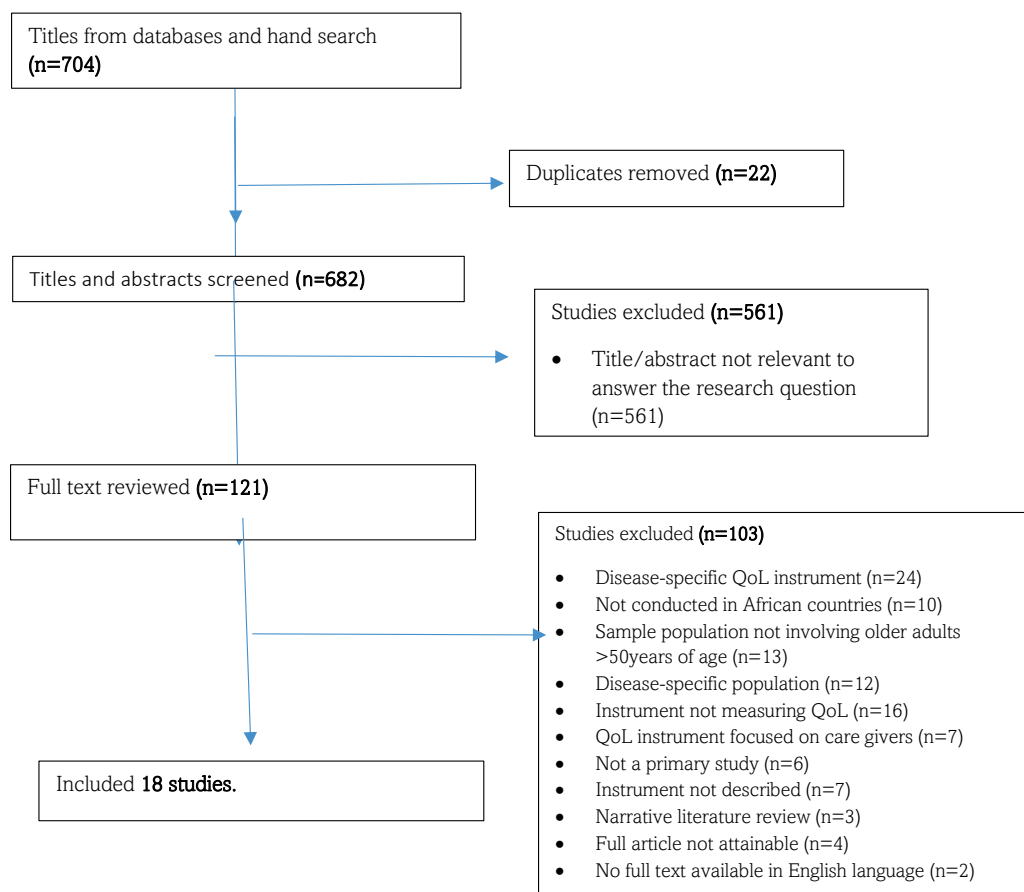 Titles from databases and hand search
(n=704)
Duplicates removed (n=22)
Titles and abstracts screened (n=682)
Studies excluded (n=561)
• Title/abstract not relevant to
answer the research question
(n=561)
Full text reviewed (n=121)
Studies excluded (n=103)
• Disease-specific QoL instrument (n=24)
• Not conducted in African countries (n=10)
• Sample population not involving older adults
>50years of age (n=13)
• Disease-specific population (n=12)
• Instrument not measuring QoL (n=16)
• QoL instrument focused on care givers (n=7)
• Not a primary study (n=6)
• Instrument not described (n=7)
• Narrative literature review (n=3)
• Full article not attainable (n=4)
• No full text available in English language (n=2)
Included 18 studies.